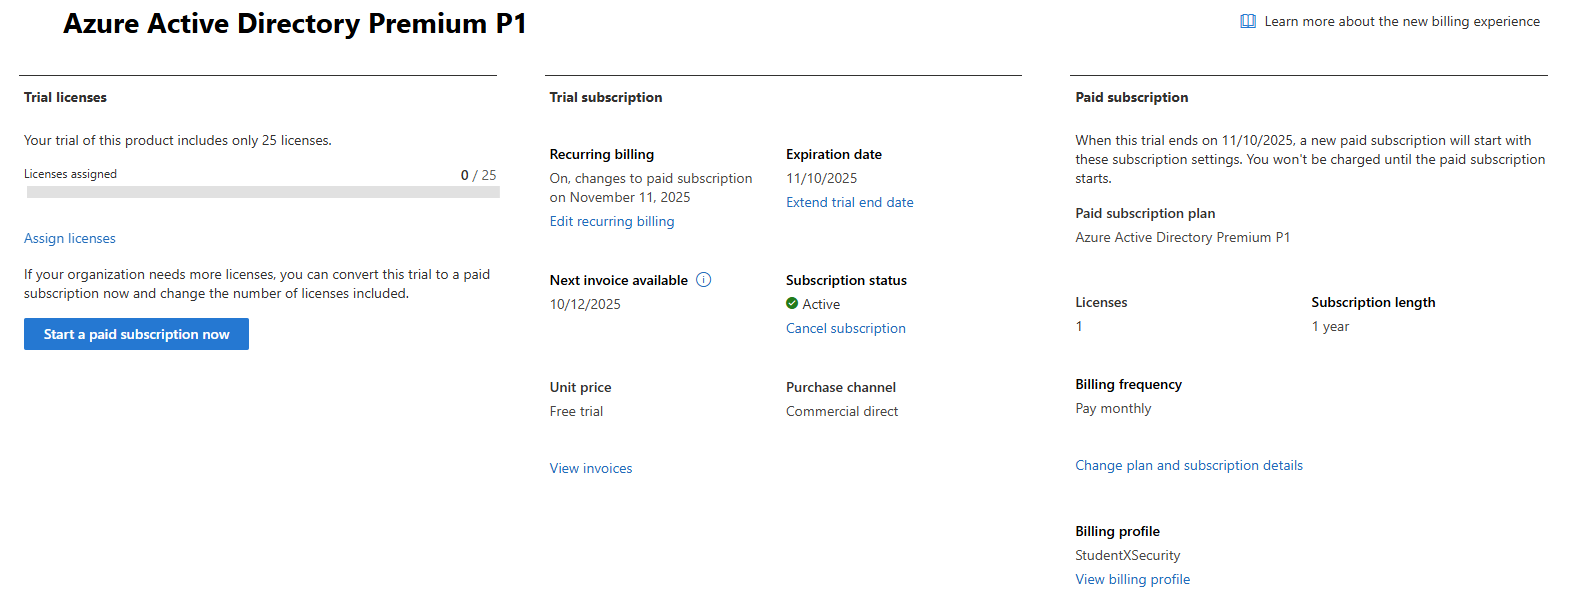 Azure Active Directory Premium P1
Learn more about the new billing experience
Trial licenses
Your trial of this product includes only 25 licenses.
Licenses assigned
0 / 25
Assign licenses
If your organization needs more licenses, you can convert this trial to a paid
subscription now and change the number of licenses included.
Start a paid subscription now
Trial subscription
Recurring billing
On, changes to paid subscription
on November 11, 2025
Edit recurring billing
Expiration date
11/10/2025
Extend trial end date
Next invoice available
10/12/2025
Subscription status
Active
Cancel subscription
Unit price
Free trial
Purchase channel
Commercial direct
View invoices
Paid subscription
When this trial ends on 11/10/2025, a new paid subscription will start with
these subscription settings. You won't be charged until the paid subscription
starts.
Paid subscription plan
Azure Active Directory Premium P1
Licenses
1
Subscription length
1 year
Billing frequency
Pay monthly
Change plan and subscription details
Billing profile
StudentXSecurity
View billing profile